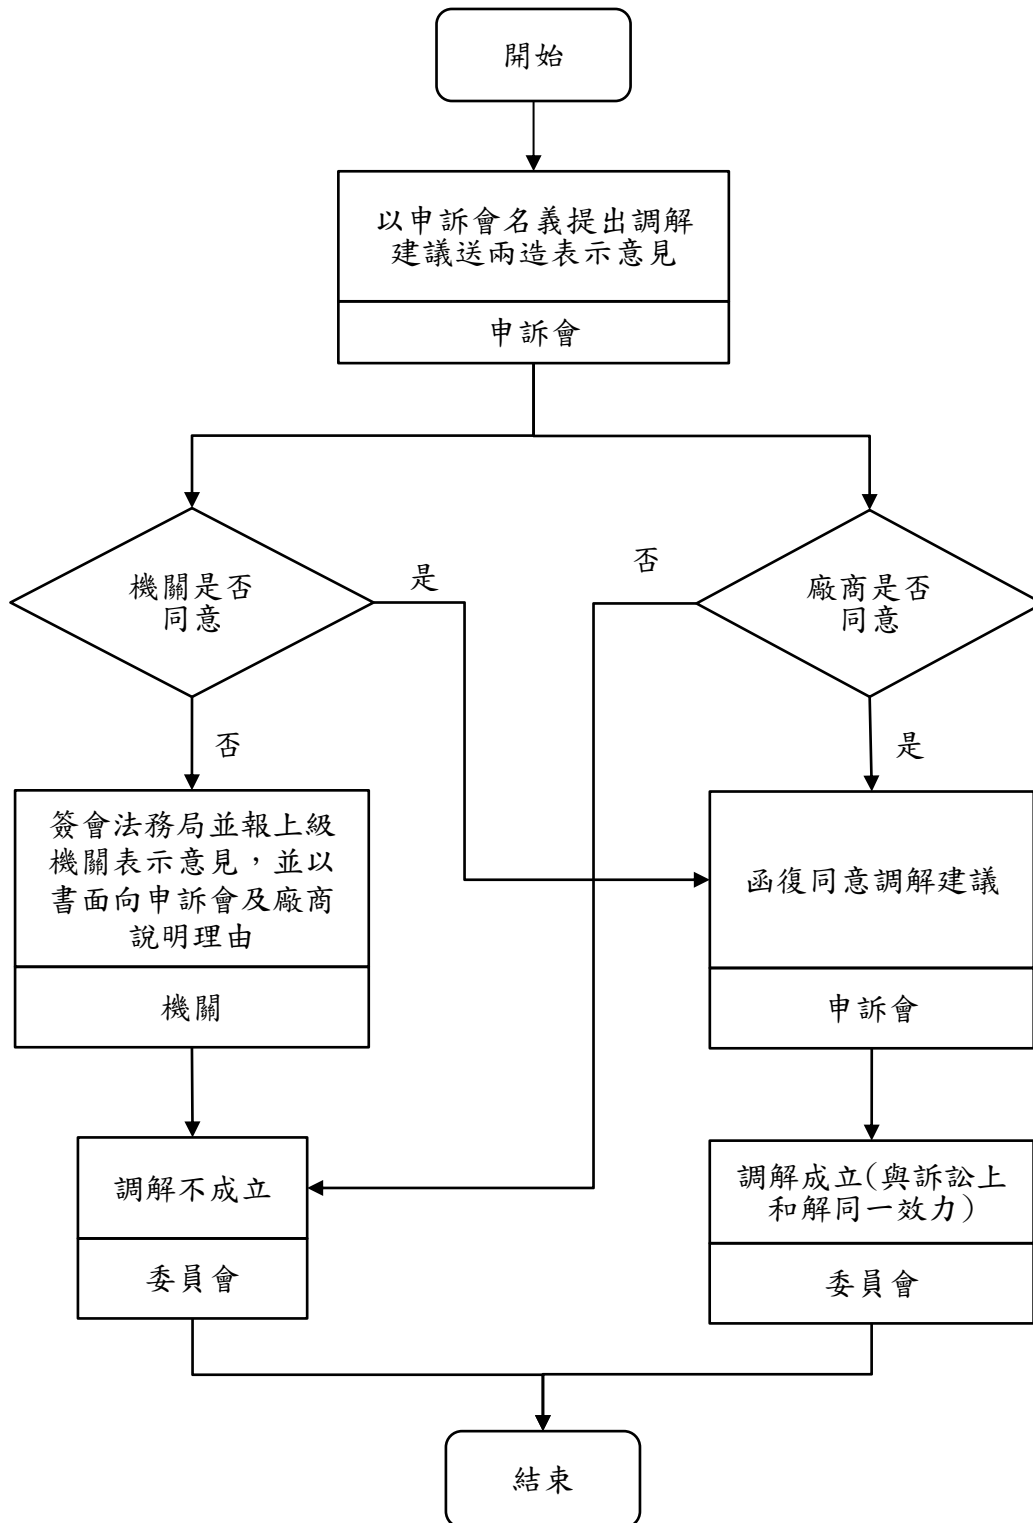 開始
以申訴會名義提出調解
建議送兩造表示意見
申訴會
機關是否
同意
是
否
廠商是否
同意
否
是
簽會法務局並報上級
機關表示意見，並以
書面向申訴會及廠商
說明理由
機關
函復同意調解建議
申訴會
調解不成立
委員會
調解成立(與訴訟上
和解同一效力)
委員會
結束